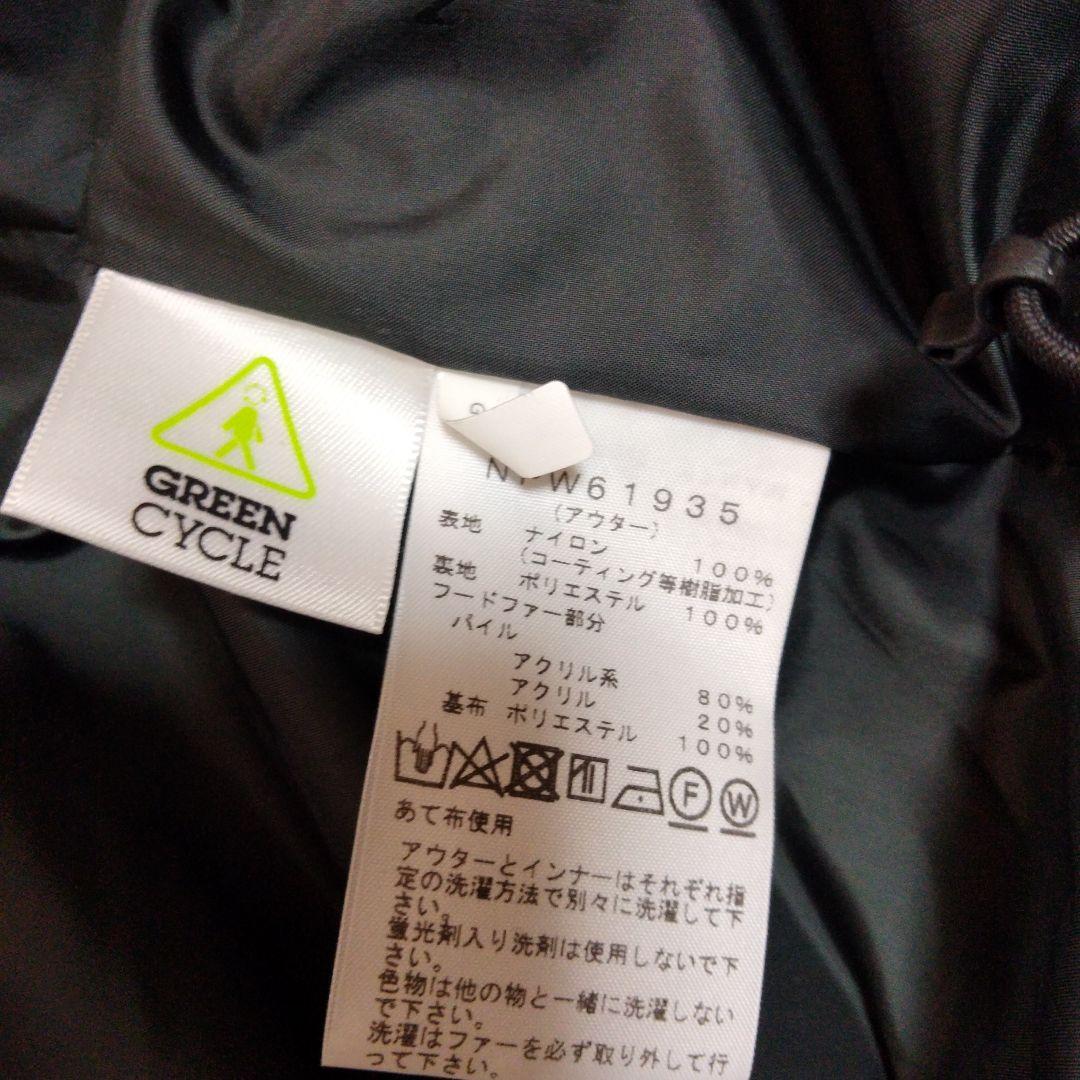 GREEN
CYCLE
W61935
(アウター)
表地 ナイロン 100%
(コーティング等樹脂加工)
裏地 ポリエステル 100%
フードファー部分
パイル
アクリル系 80%
アクリル 20%
基布 ポリエステル 100%
F W
あて布使用
アウターとインナーはそれぞれ指
定の洗濯方法で別々に洗濯して下
さい。
蛍光剤入り洗剤は使用しないで下
さい。
色物は他の物と一緒に洗濯しない
で下さい。
洗濯はファーを必ず取り外して行
って下さい。